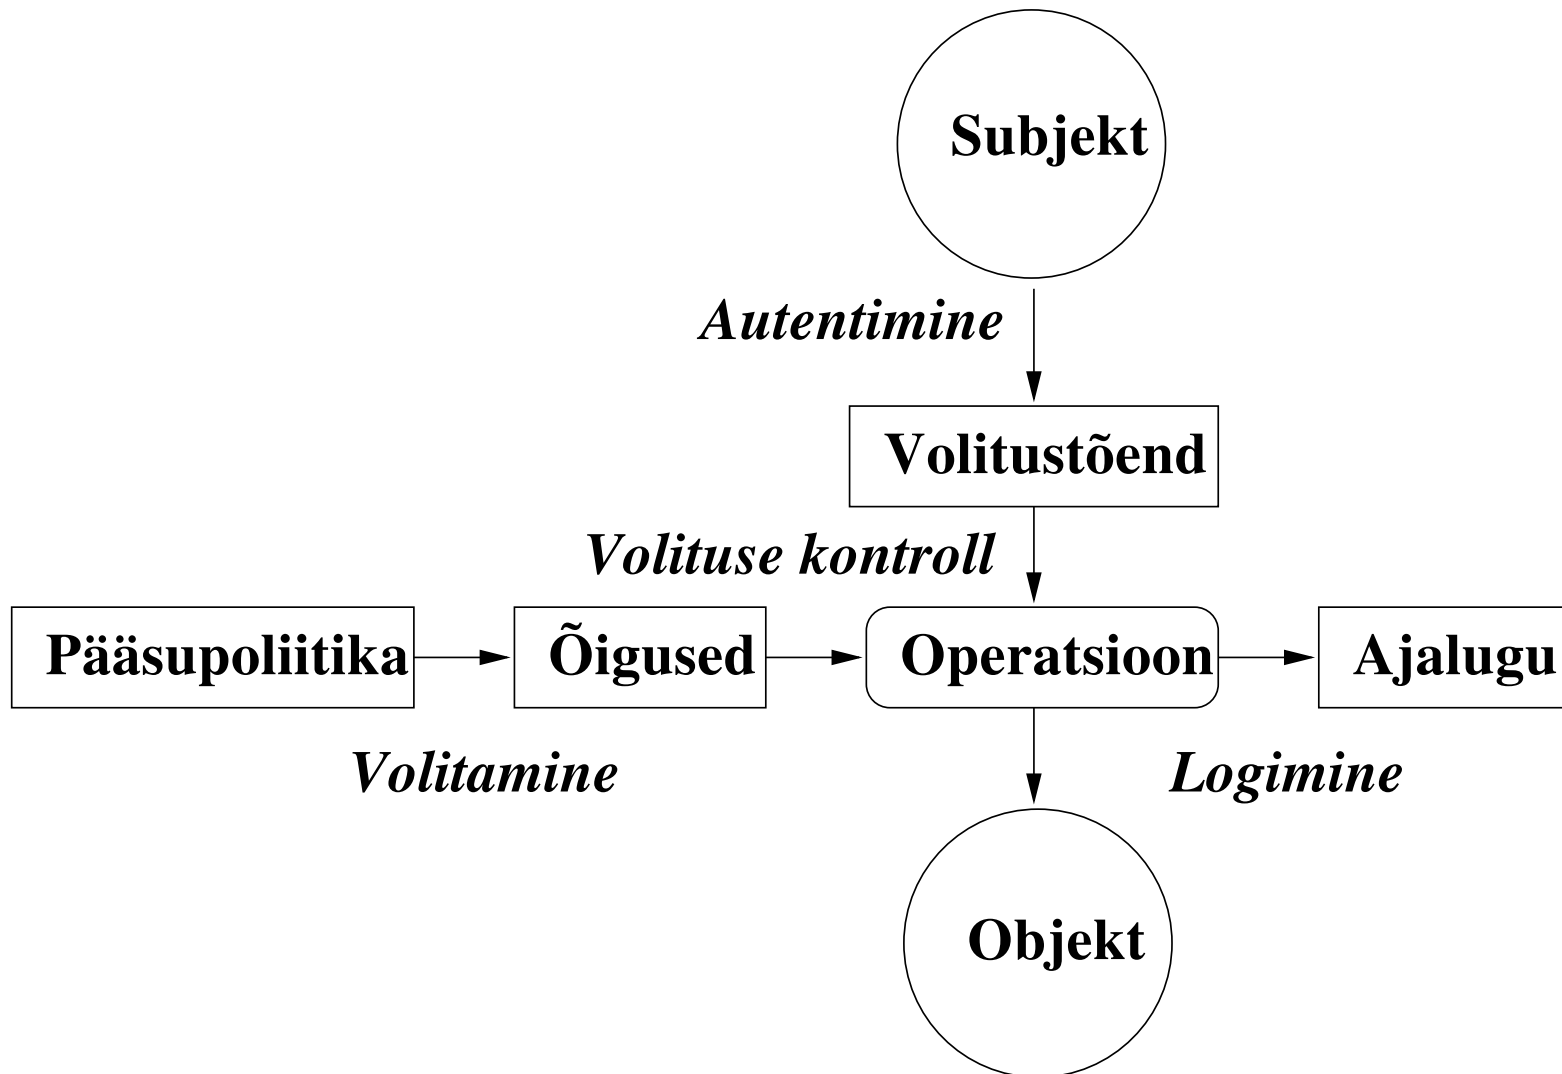 Subjekt
Autentimine
Volitustõend
Volituse kontroll
Pääsupoliitika
Õigused
Operatsioon
Ajalugu
Volitamine
Logimine
Objekt